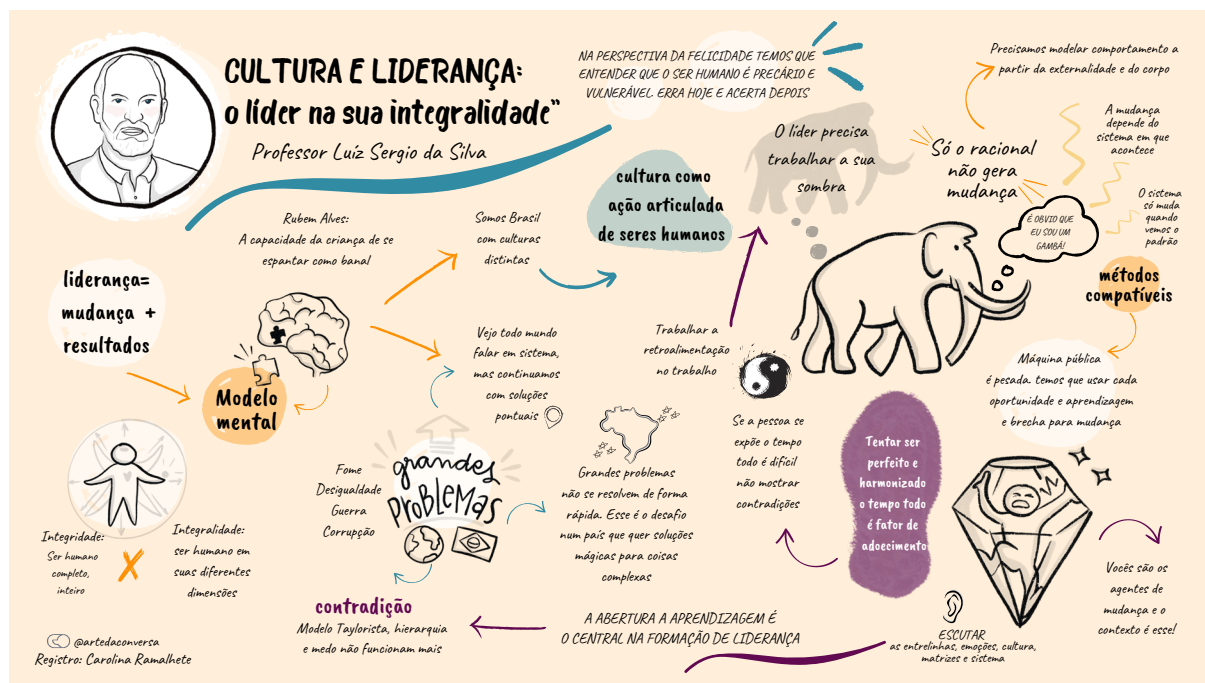 CULTURA E LIDERANÇA:
o líder na sua integralidade"
Professor Luiz Sergio da Silva
NA PERSPECTIVA DA FELICIDADE TEMOS QUE
ENTENDER QUE O SER HUMANO É PRECÁRIO E
VULNERÁVEL. ERRA HOJE E ACERTA DEPOIS
Precisamos modelar comportamento a
partir da externalidade e do corpo
O líder precisa
trabalhar a sua
sombra
Só o racional
não gera
mudança
A mudança
depende do
sistema em que
acontece
O sistema
só muda
quando
vemos o
padrão
É OBVIO QUE
EU SOU UM
GAMBÁ!
cultura como
ação articulada
de seres humanos
Rubem Alves:
A capacidade da criança de se
espantar como banal
Somos Brasil
com culturas
distintas
liderança=
mudança +
resultados
Modelo
mental
Vejo todo mundo
falar em sistema,
mas continuamos
com soluções
pontuais
Trabalhar a
retroalimentação
no trabalho
métodos
compatíveis
Máquina pública
é pesada. temos que usar cada
oportunidade e aprendizagem
e brecha para mudança
Se a pessoa se
expõe o tempo
todo é difícil
não mostrar
contradições
Tentar ser
perfeito e
harmonizado
o tempo todo
é fator de
adoecimento
grandes
PROBLEMAS
Fome
Desigualdade
Guerra
Corrupção
Grandes problemas
não se resolvem de forma
rápida. Esse é o desafio
num país que quer soluções
mágicas para coisas
complexas
Integridade:
Ser humano
completo,
inteiro
X
Integralidade:
ser humano em
suas diferentes
dimensões
contradição
Modelo Taylorista, hierarquia
e medo não funcionam mais
A ABERTURA A APRENDIZAGEM É
O CENTRAL NA FORMAÇÃO DE LIDERANÇA
ESCUTAR
as entrelinhas, emoções, cultura,
matrizes e sistema
Vocês são os
agentes de
mudança e o
contexto é esse!
@artedaconversa
Registro: Carolina Ramalhete